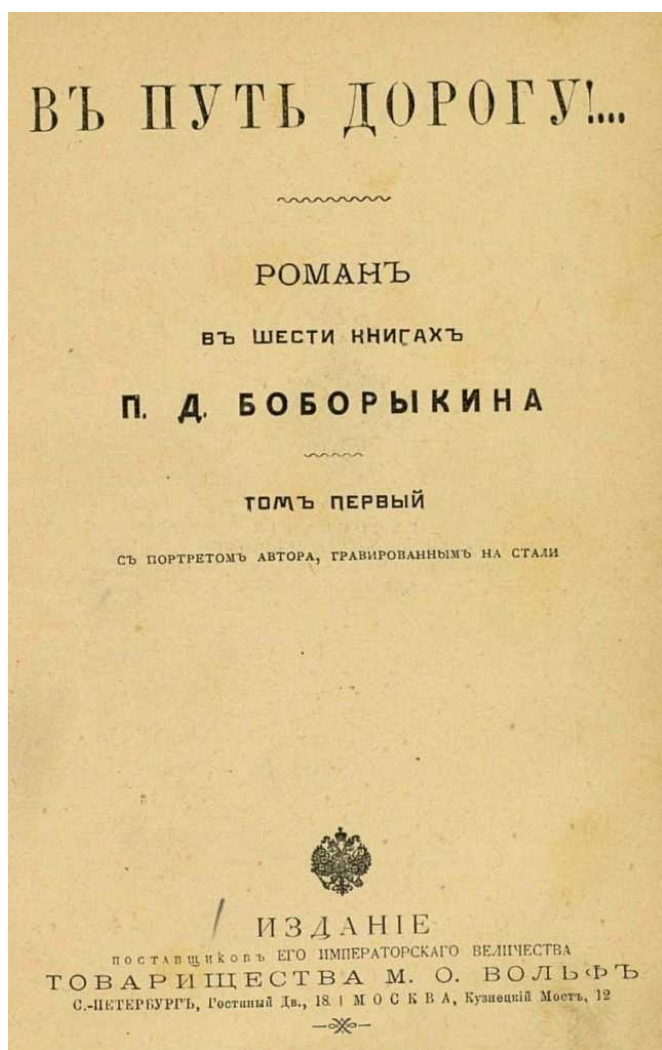 ВЪ ПУТЬ ДОРОГУ!...
РОМАНЪ
ВЪ ШЕСТИ КНИГАХЪ
П. Д. БОБОРЫКИНА
ТОМЪ ПЕРВЫЙ
СЪ ПОРТРЕТОМЪ АВТОРА, ГРАВИРОВАННЫМЪ НА СТАЛИ
ИЗДАНІЕ
ПОСТАВЩИКОВЪ ЕГО ИМПЕРАТОРСКАГО ВЕЛИЧЕСТВА
ТОВАРИЩЕСТВА М. О. ВОЛЬФЪ
С.-ПЕТЕРБУРГЪ, Гостиный Дв., 18 | МОСКВА, Кузнецкій Мостъ, 12